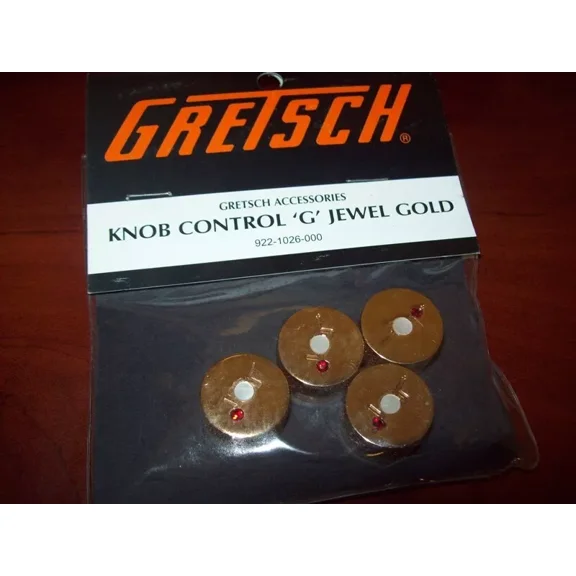 GRETSCH®
GRETSCH ACCESSORIES
KNOB CONTROL 'G' JEWEL GOLD
922-1026-000